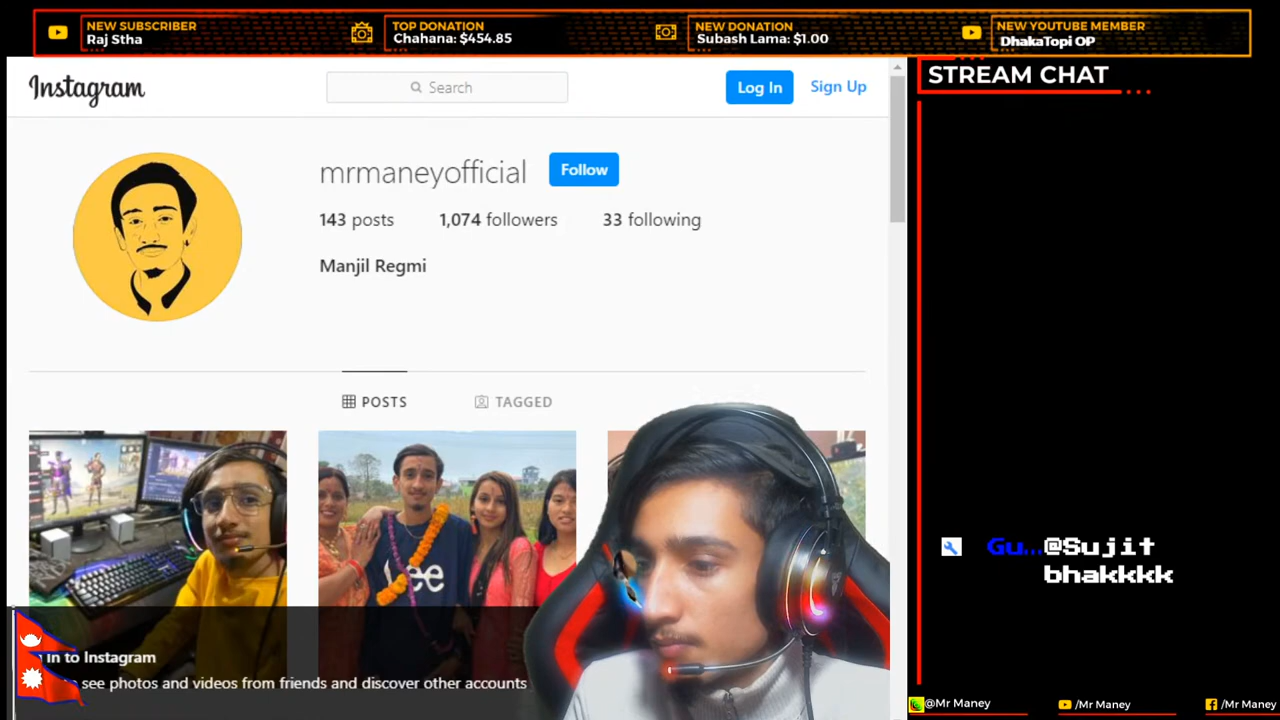 NEW SUBSCRIBER
Raj Stha
TOP DONATION
Chahana: $454.85
NEW DONATION
Subash Lama: $1.00
NEW YOUTUBE MEMBER
DhakaTopi OP
Instagram
Search
Log In
Sign Up
mrmaneyofficial
Follow
143 posts
1,074 followers
33 following
Manjil Regmi
POSTS
TAGGED
In to Instagram
see photos and videos from friends and discover other accounts
STREAM CHAT
Gu... @Sujit
bhakkkk
@Mr Maney
/Mr Maney
/Mr Maney